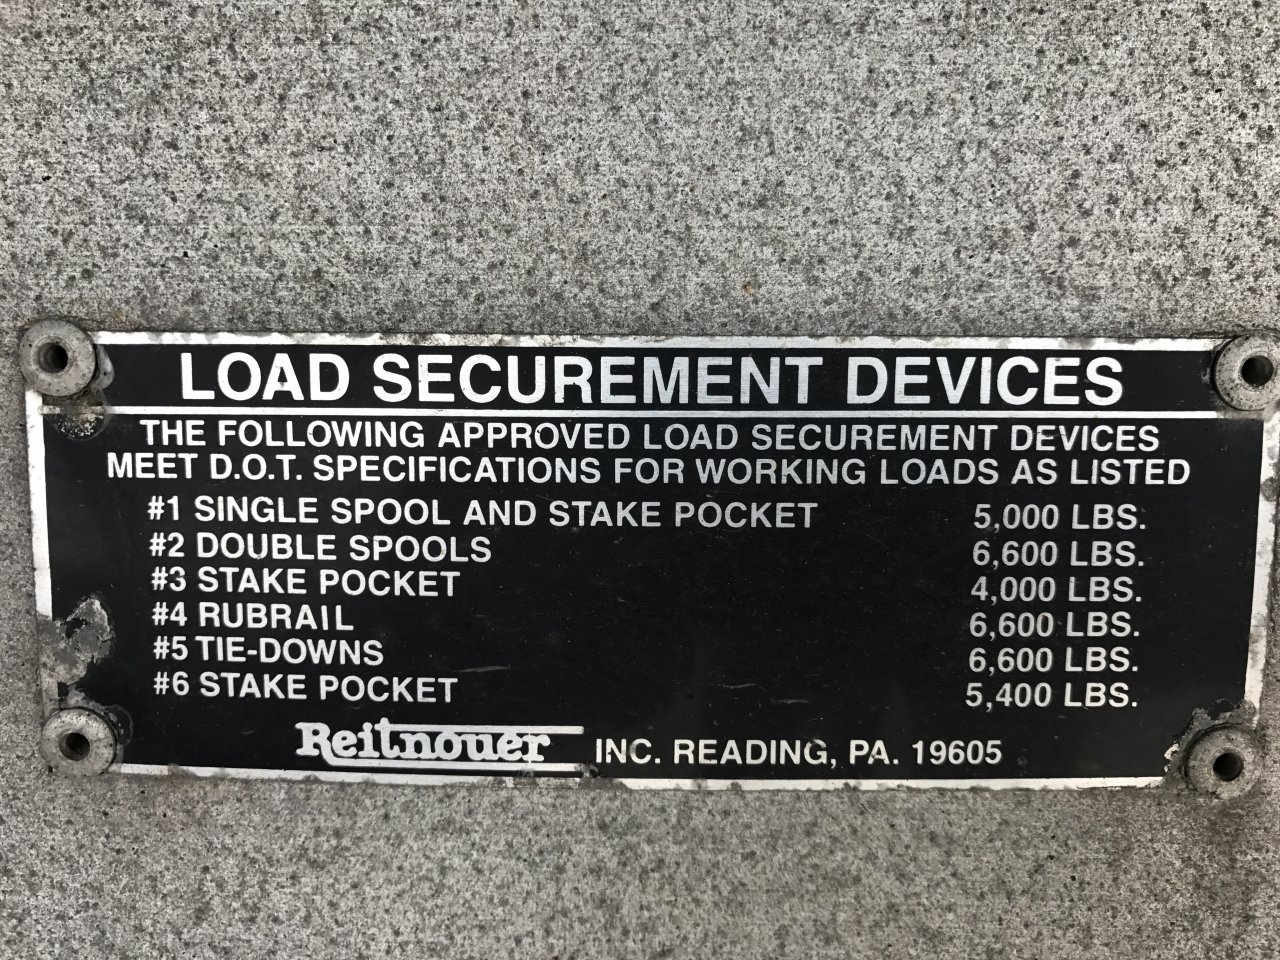 LOAD SECUREMENT DEVICES
THE FOLLOWING APPROVED LOAD SECUREMENT DEVICES
MEET D.O.T. SPECIFICATIONS FOR WORKING LOADS AS LISTED
#1 SINGLE SPOOL AND STAKE POCKET 5,000 LBS.
#2 DOUBLE SPOOLS 6,600 LBS.
#3 STAKE POCKET 4,000 LBS.
#4 RUBRAIL 6,600 LBS.
#5 TIE-DOWNS 6,600 LBS.
#6 STAKE POCKET 5,400 LBS.
Reitnouer INC. READING, PA. 19605